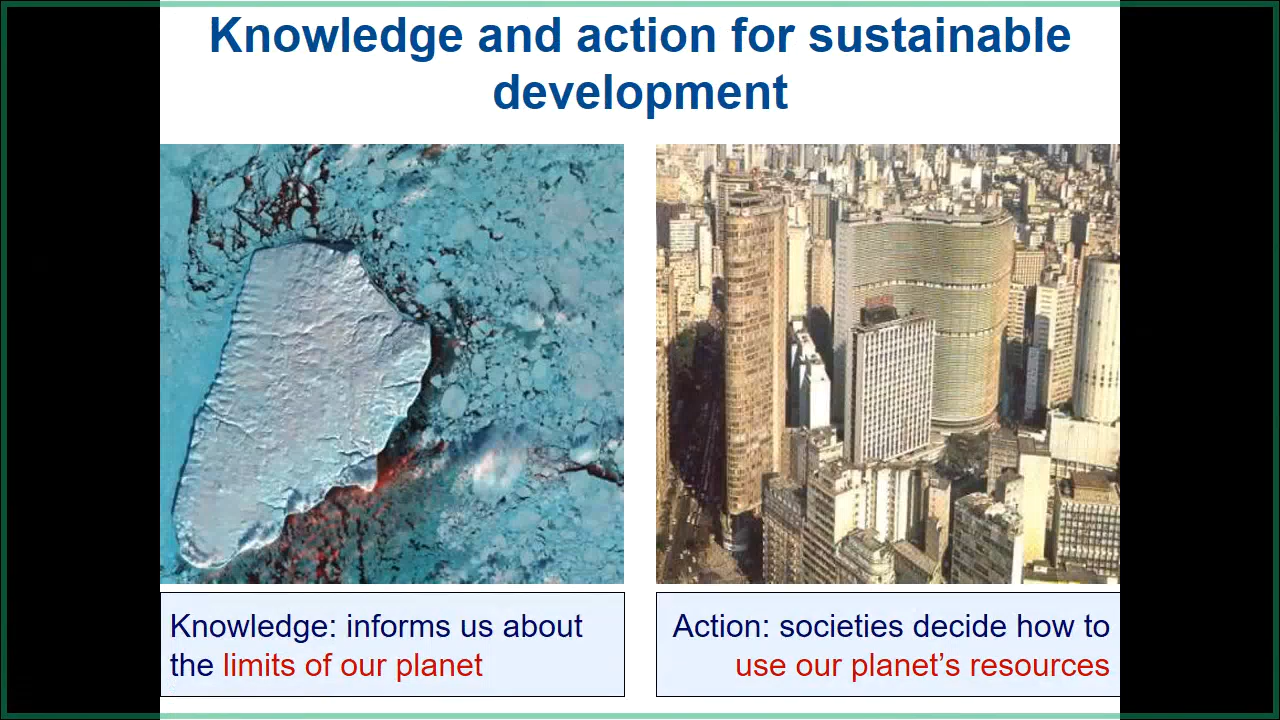 Knowledge and action for sustainable
development
Knowledge: informs us about
the limits of our planet
Action: societies decide how to
use our planet’s resources